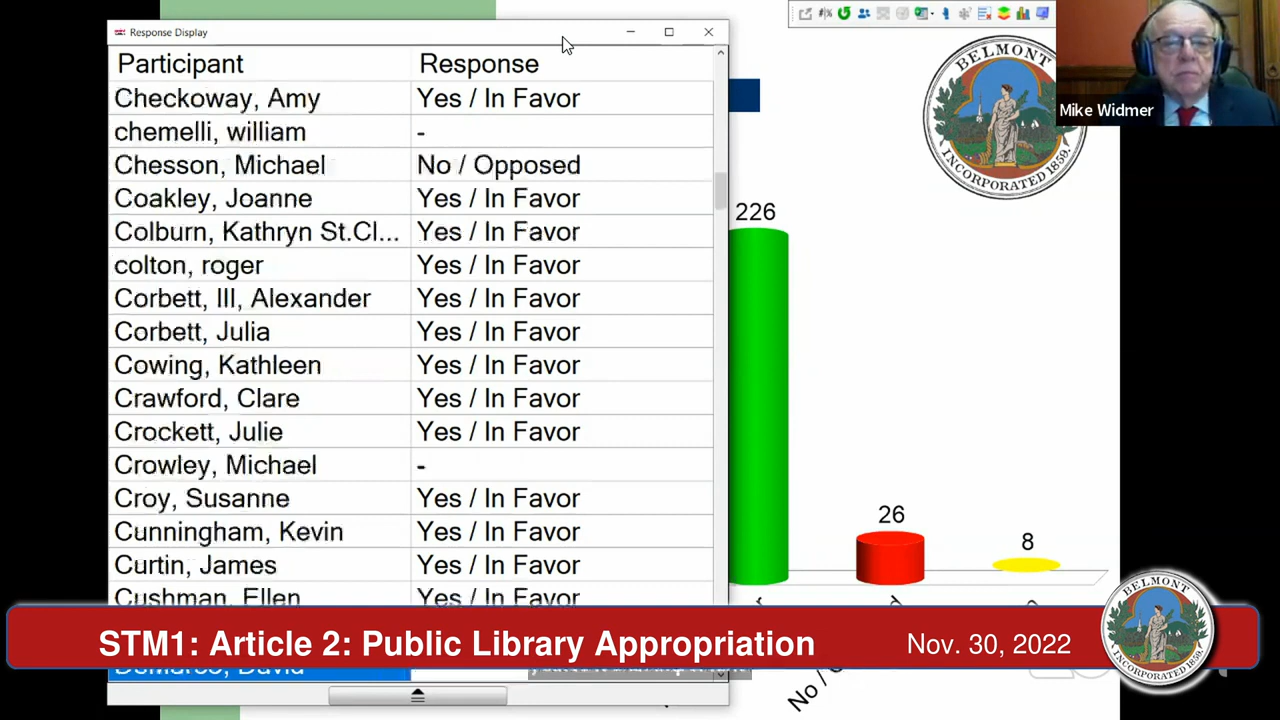 Response Display
Participant Response
Checkoway, Amy Yes / In Favor
chemelli, william -
Chesson, Michael No / Opposed
Coakley, Joanne Yes / In Favor
Colburn, Kathryn St.Cl... Yes / In Favor
colton, roger Yes / In Favor
Corbett, III, Alexander Yes / In Favor
Corbett, Julia Yes / In Favor
Cowing, Kathleen Yes / In Favor
Crawford, Clare Yes / In Favor
Crockett, Julie Yes / In Favor
Crowley, Michael -
Croy, Susanne Yes / In Favor
Cunningham, Kevin Yes / In Favor
Curtin, James Yes / In Favor
Cushman, Ellen Yes / In Favor
BELMONT
INCORPORATED 1859.
Mike Widmer
226
26
8
No /
STM1: Article 2: Public Library Appropriation Nov. 30, 2022
BELMONT
INCORPORATED 1859.